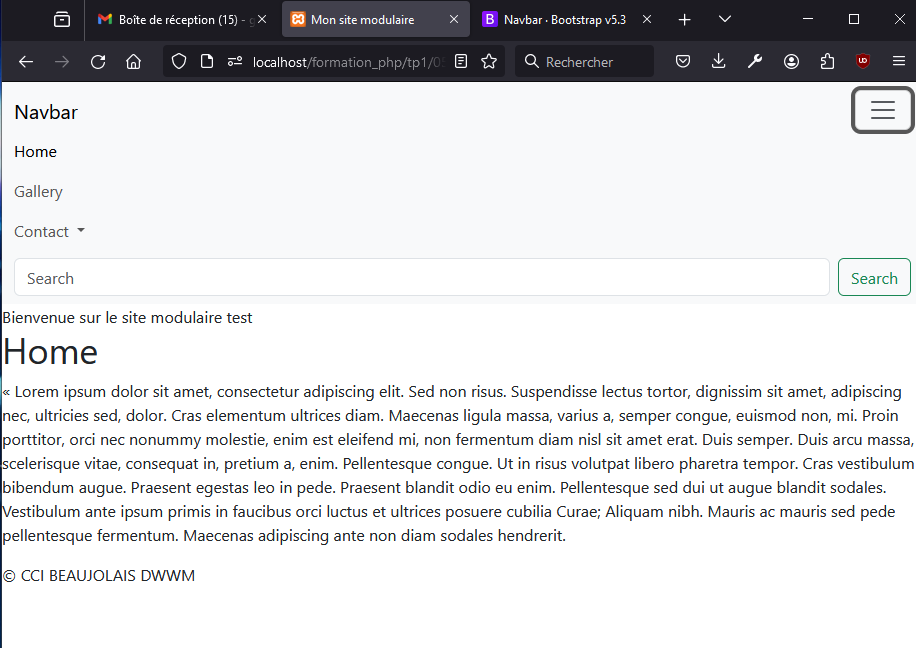 Boîte de réception (15) - g
Mon site modulaire
Navbar · Bootstrap v5.3
localhost/formation_php/tp1/05
Rechercher
Navbar
Home
Gallery
Contact
Search
Search
Bienvenue sur le site modulaire test
Home
« Lorem ipsum dolor sit amet, consectetur adipiscing elit. Sed non risus. Suspendisse lectus tortor, dignissim sit amet, adipiscing
nec, ultricies sed, dolor. Cras elementum ultrices diam. Maecenas ligula massa, varius a, semper congue, euismod non, mi. Proin
porttitor, orci nec nonummy molestie, enim est eleifend mi, non fermentum diam nisl sit amet erat. Duis semper. Duis arcu massa,
scelerisque vitae, consequat in, pretium a, enim. Pellentesque congue. Ut in risus volutpat libero pharetra tempor. Cras vestibulum
bibendum augue. Praesent egestas leo in pede. Praesent blandit odio eu enim. Pellentesque sed dui ut augue blandit sodales.
Vestibulum ante ipsum primis in faucibus orci luctus et ultrices posuere cubilia Curae; Aliquam nibh. Mauris ac mauris sed pede
pellentesque fermentum. Maecenas adipiscing ante non diam sodales hendrerit.
© CCI BEAUJOLAIS DWWM